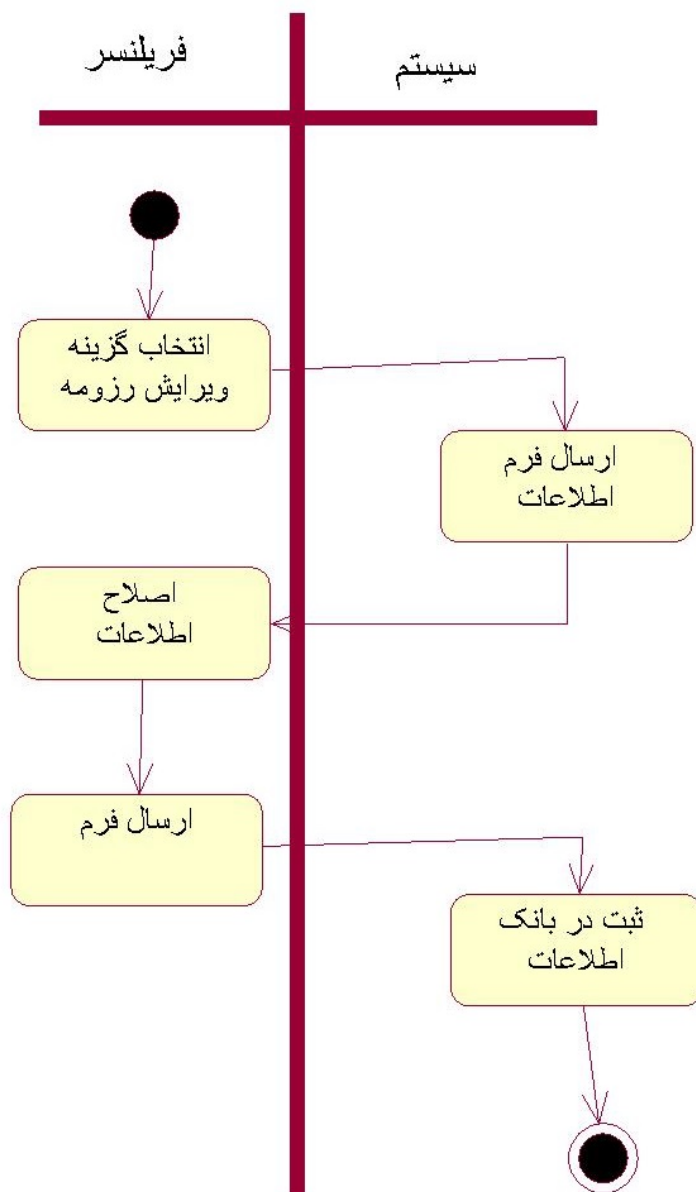 فریلنسر
سیستم
انتخاب گزینه
ویرایش رزومه
ارسال فرم
اطلاعات
اصلاح
اطلاعات
ارسال فرم
ثبت در بانک
اطلاعات